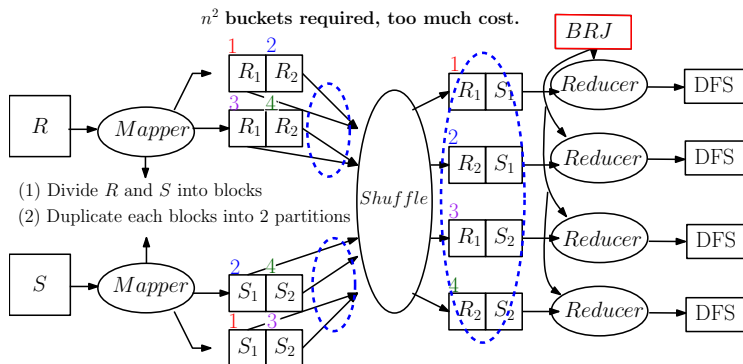 n² buckets required, too much cost.
1 2
R₁ R₂
3 4
R₁ R₂
R
Mapper
(1) Divide R and S into blocks
(2) Duplicate each blocks into 2 partitions
S
Mapper
2 4
S₁ S₂
1 3
S₁ S₂
Shuffle
1
R₁ S₁
2
R₂ S₁
3
R₁ S₂
4
R₂ S₂
BRJ
Reducer
DFS
Reducer
DFS
Reducer
DFS
Reducer
DFS